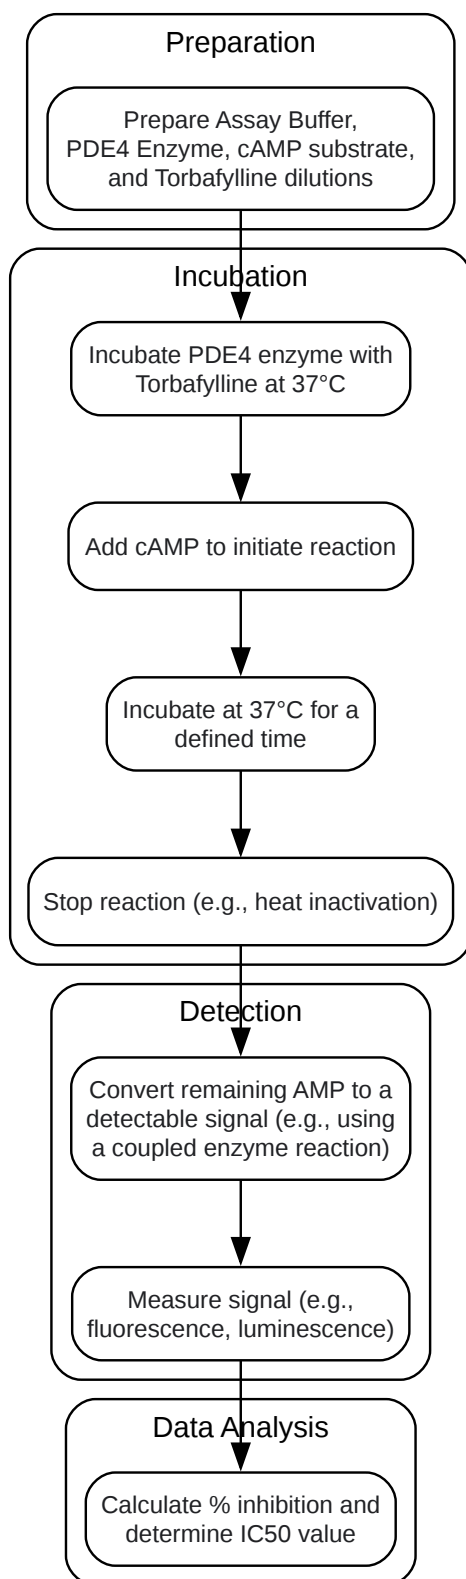 Preparation
Prepare Assay Buffer,
PDE4 Enzyme, cAMP substrate,
and Torbafylline dilutions
Incubation
Incubate PDE4 enzyme with
Torbafylline at 37°C
Add cAMP to initiate reaction
Incubate at 37°C for a
defined time
Stop reaction (e.g., heat inactivation)
Detection
Convert remaining AMP to a
detectable signal (e.g., using
a coupled enzyme reaction)
Measure signal (e.g.,
fluorescence, luminescence)
Data Analysis
Calculate % inhibition and
determine IC50 value